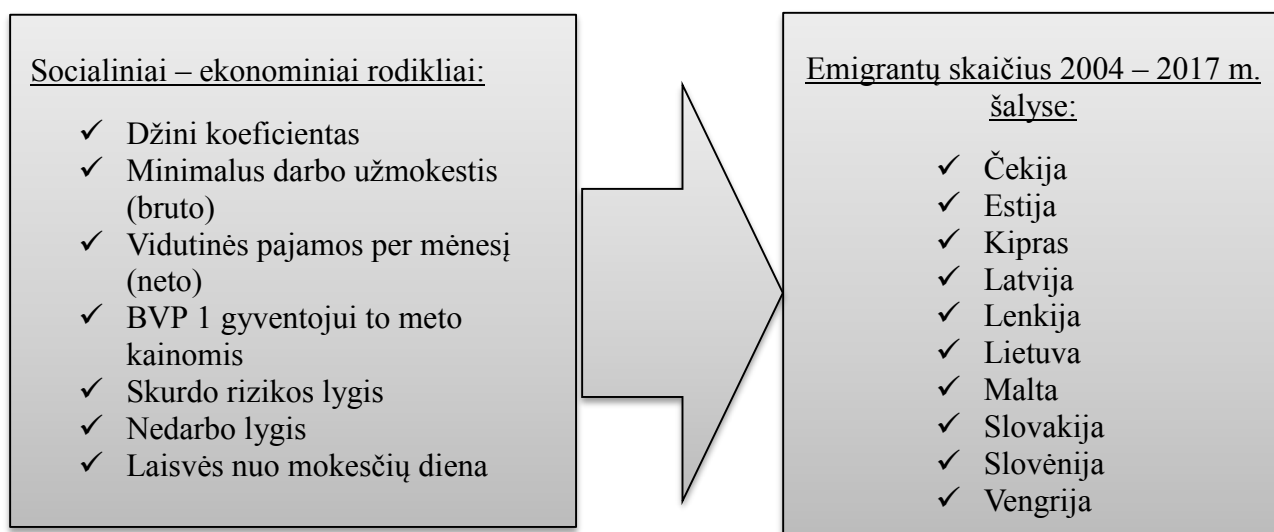 Socialiniai – ekonominiai rodikliai:
✓ Džini koeficientas
✓ Minimalus darbo užmokestis
(bruto)
✓ Vidutinės pajamos per mėnesį
(neto)
✓ BVP 1 gyventojui to meto
kainomis
✓ Skurdo rizikos lygis
✓ Nedarbo lygis
✓ Laisvės nuo mokesčių diena
Emigrantų skaičius 2004 – 2017 m.
šalyse:
✓ Čekija
✓ Estija
✓ Kipras
✓ Latvija
✓ Lenkija
✓ Lietuva
✓ Malta
✓ Slovakija
✓ Slovėnija
✓ Vengrija